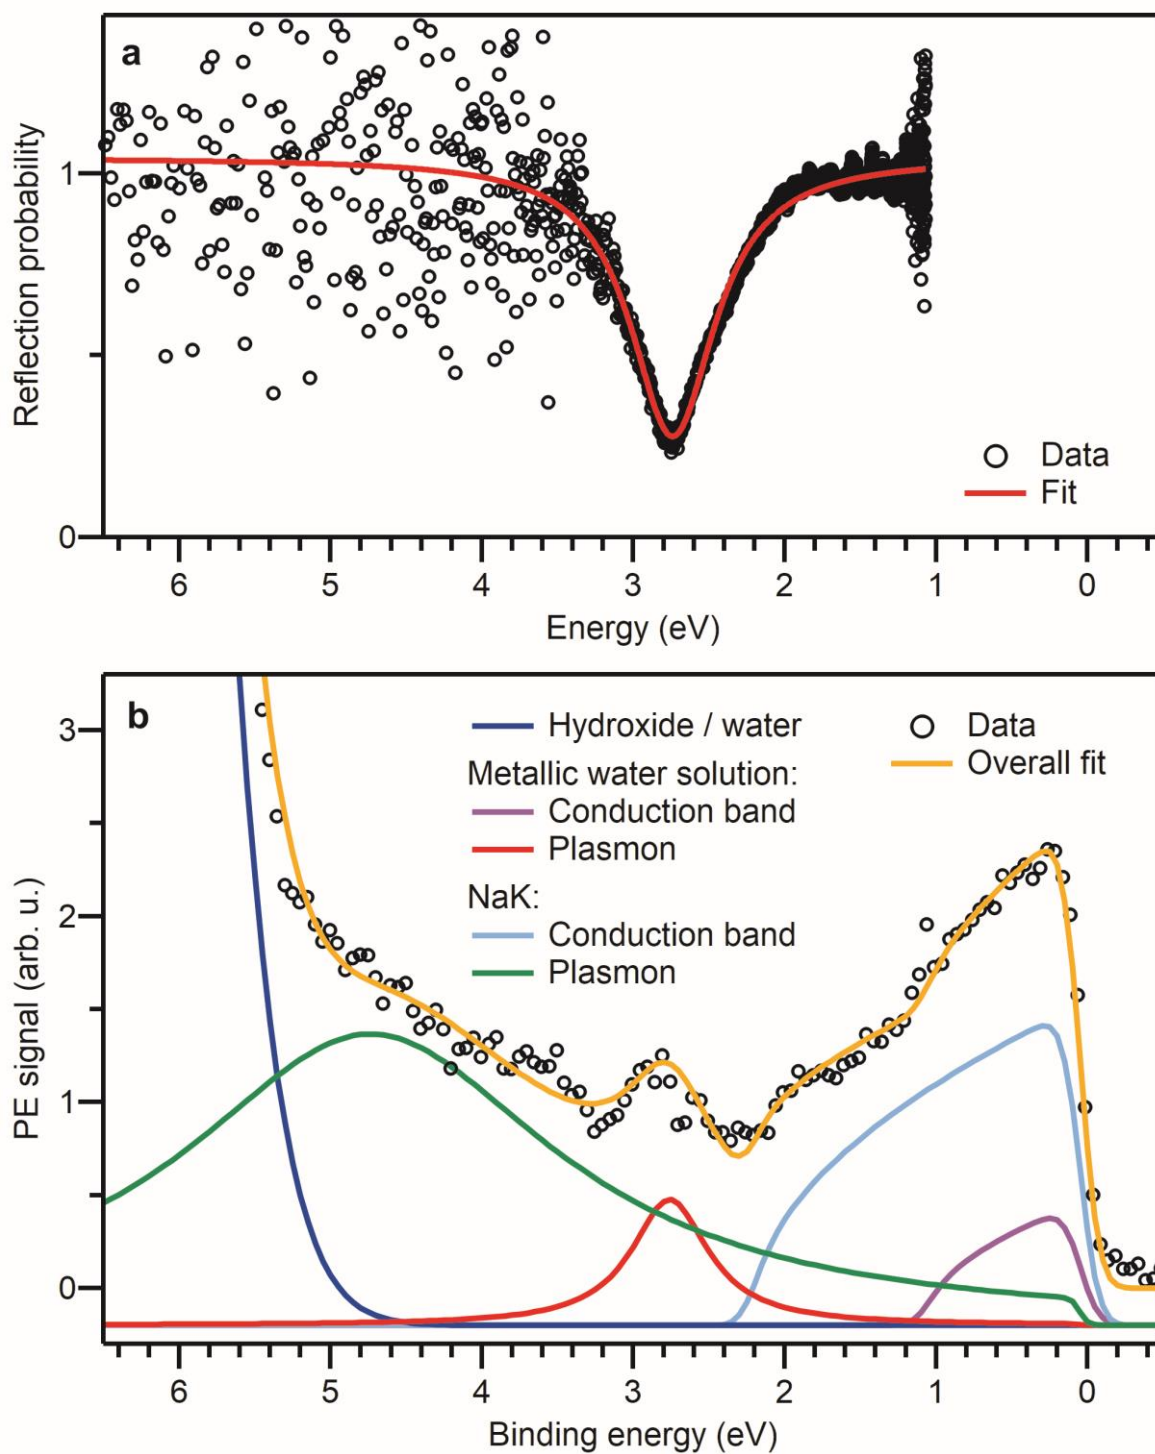 a
Reflection probability
1
0
Data
Fit
6 5 4 3 2 1 0
Energy (eV)
b
PE signal (arb. u.)
3
2
1
0
Hydroxide / water
Metallic water solution:
Conduction band
Plasmon
NaK:
Conduction band
Plasmon
Data
Overall fit
6 5 4 3 2 1 0
Binding energy (eV)